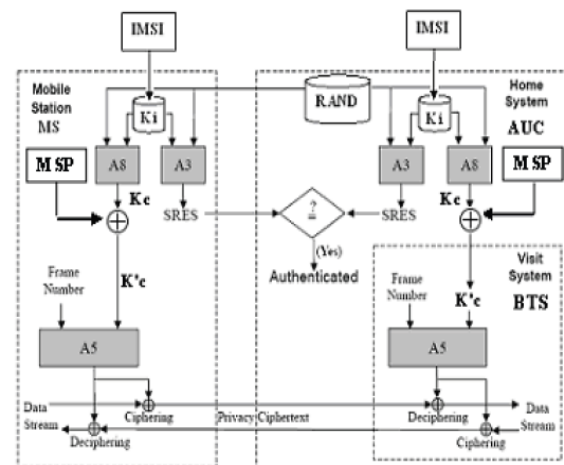 IMSI
IMSI
Mobile
Station
MS
Home
System
AUC
RAND
Ki
Ki
MSP
A8
A3
A3
A8
MSP
Kc
SRES
?
=
SRES
Kc
(Yes)
Authenticated
K*c
Frame
Number
Visit
System
BTS
Frame
Number
K*c
A5
A5
Data
Stream
Ciphering
Deciphering
Privacy Ciphertext
Deciphering
Ciphering
Data
Stream